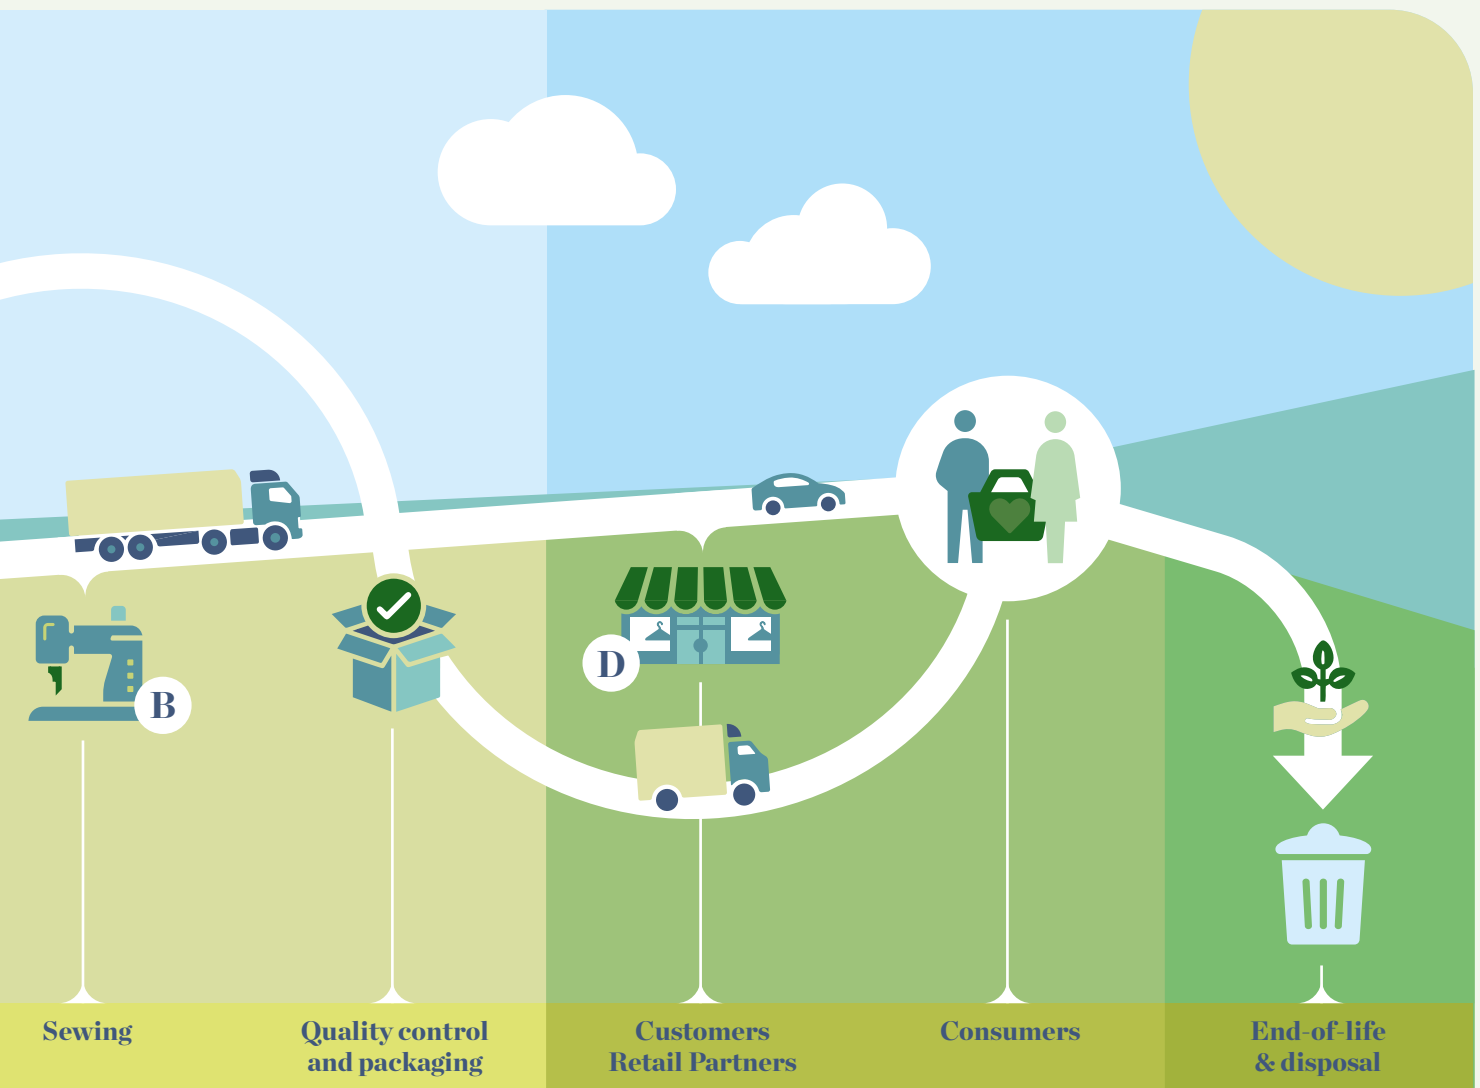 D
B
Sewing
Quality control
and packaging
Customers
Retail Partners
Consumers
End-of-life
& disposal